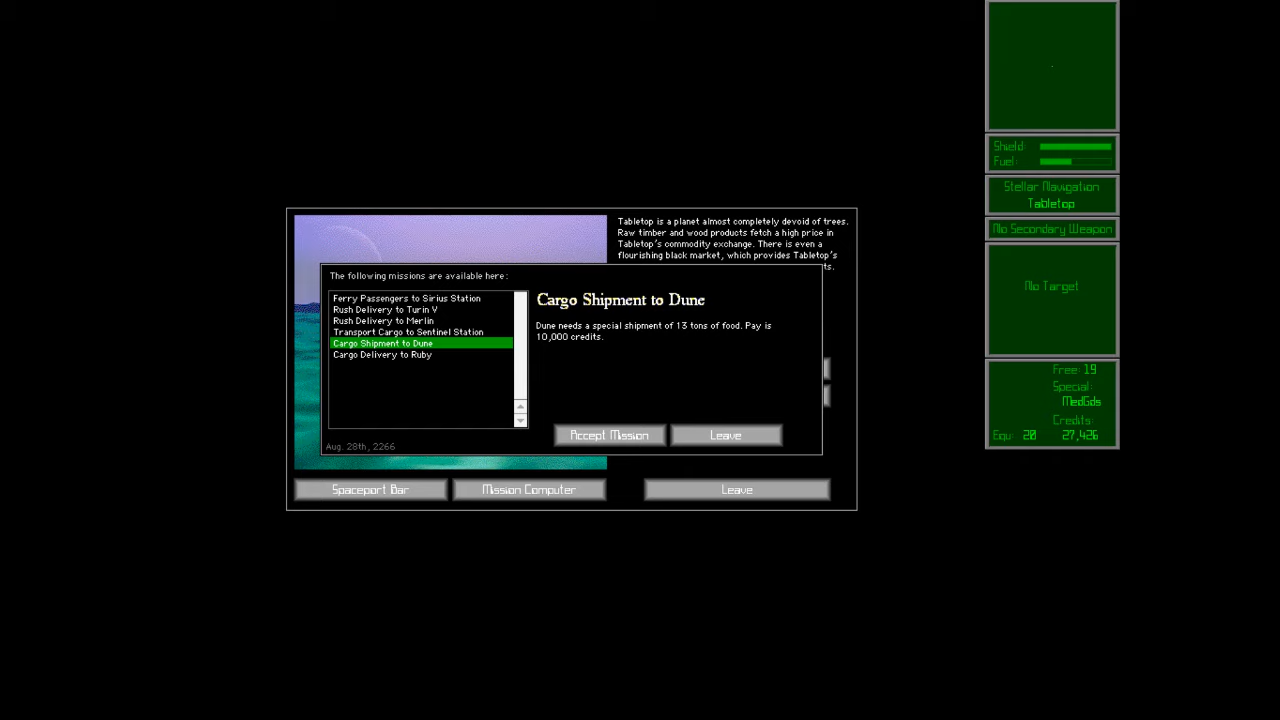 Tabletop is a planet almost completely devoid of trees.
Raw timber and wood products fetch a high price in
Tabletop's commodity exchange. There is even a
flourishing black market, which provides Tabletop's
ts.
The following missions are available here:
Ferry Passengers to Sirius Station
Rush Delivery to Turin V
Rush Delivery to Merlin
Transport Cargo to Sentinel Station
Cargo Shipment to Dune
Cargo Delivery to Ruby
Aug. 28th, 2266
Cargo Shipment to Dune
Dune needs a special shipment of 13 tons of food. Pay is
10,000 credits.
Accept Mission
Leave
Spaceport Bar
Mission Computer
Leave
Shield:
Fuel:
Stellar Navigation
Tabletop
No Secondary Weapon
No Target
Free: 19
Special:
MedGds
Credits:
Equ: 20 27,426